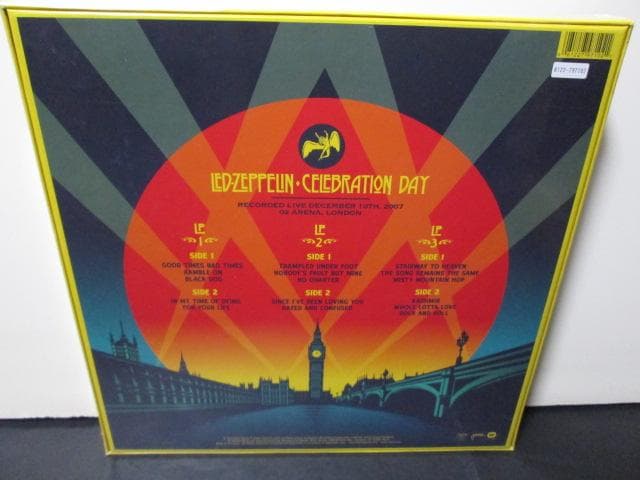 8122-797102
LED·ZEPPELIN · CELEBRATION DAY
RECORDED LIVE DECEMBER 10TH, 2007
O2 ARENA, LONDON
LP
1
SIDE 1
GOOD TIMES BAD TIMES
RAMBLE ON
BLACK DOG
SIDE 2
IN MY TIME OF DYING
FOR YOUR LIFE
LP
2
SIDE 1
TRAMPLED UNDER FOOT
NOBODY'S FAULT BUT MINE
NO QUARTER
SIDE 2
SINCE I'VE BEEN LOVING YOU
DAZED AND CONFUSED
LP
3
SIDE 1
STAIRWAY TO HEAVEN
THE SONG REMAINS THE SAME
MISTY MOUNTAIN HOP
SIDE 2
KASHMIR
WHOLE LOTTA LOVE
ROCK AND ROLL